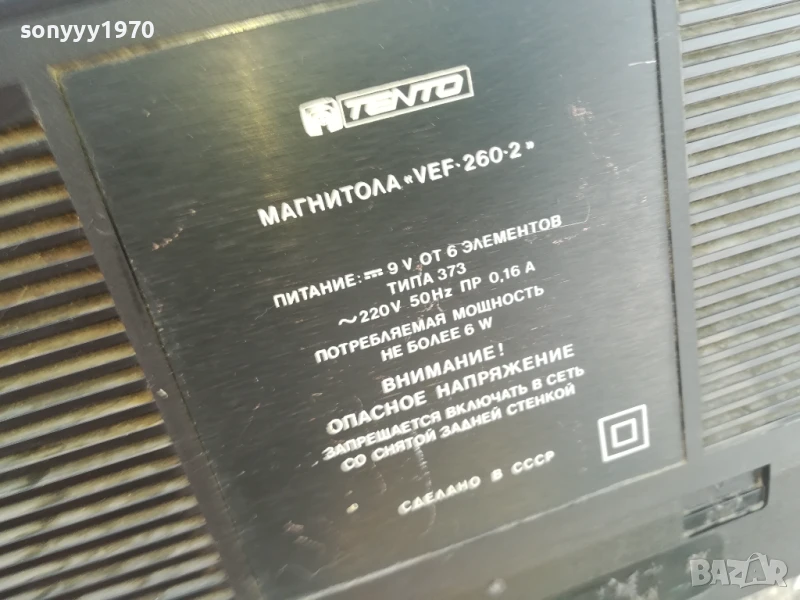 sonyyy1970
TENTO
МАГНИТОЛА «VEF·260-2»
ПИТАНИЕ: ⎓ 9 V ОТ 6 ЭЛЕМЕНТОВ
ТИПА 373
~220V 50Hz ПР 0,16 А
ПОТРЕБЛЯЕМАЯ МОЩНОСТЬ
НЕ БОЛЕЕ 6 W
ВНИМАНИЕ!
ОПАСНОЕ НАПРЯЖЕНИЕ
ЗАПРЕЩАЕТСЯ ВКЛЮЧАТЬ В СЕТЬ
СО СНЯТОЙ ЗАДНЕЙ СТЕНКОЙ
СДЕЛАНО В СССР
BAZAR